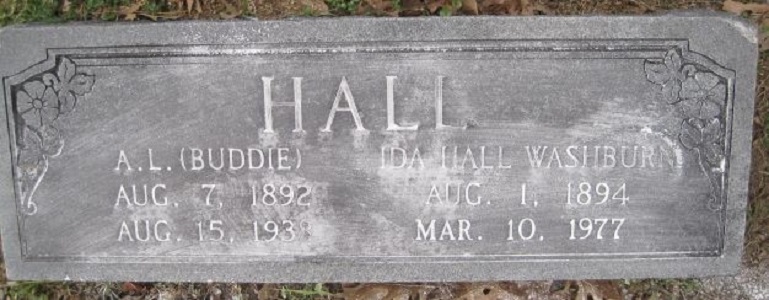 HALL
A.L. (BUDDIE)
AUG. 7, 1892
AUG. 15,
IDA HALL WASHBURN
AUG. 1, 1894
MAR. 10, 1977